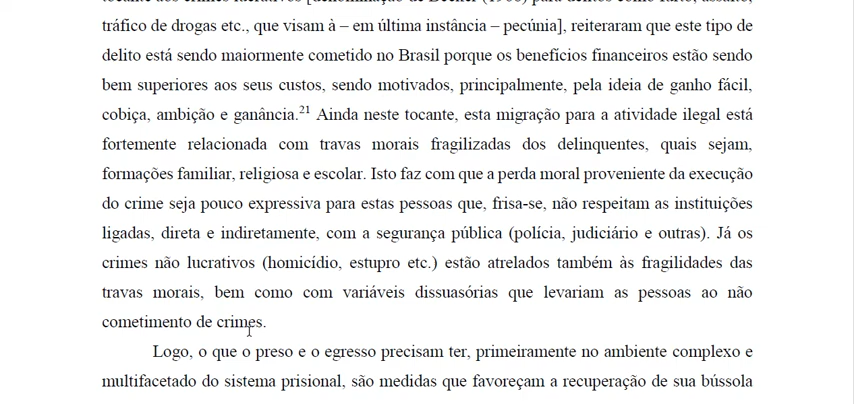 tráfico de drogas etc., que visam à – em última instância – pecúnia], reiteraram que este tipo de
delito está sendo maiormente cometido no Brasil porque os benefícios financeiros estão sendo
bem superiores aos seus custos, sendo motivados, principalmente, pela ideia de ganho fácil,
cobiça, ambição e ganância.21 Ainda neste tocante, esta migração para a atividade ilegal está
fortemente relacionada com travas morais fragilizadas dos delinquentes, quais sejam,
formações familiar, religiosa e escolar. Isto faz com que a perda moral proveniente da execução
do crime seja pouco expressiva para estas pessoas que, frisa-se, não respeitam as instituições
ligadas, direta e indiretamente, com a segurança pública (polícia, judiciário e outras). Já os
crimes não lucrativos (homicídio, estupro etc.) estão atrelados também às fragilidades das
travas morais, bem como com variáveis dissuasórias que levariam as pessoas ao não
cometimento de crimes.
Logo, o que o preso e o egresso precisam ter, primeiramente no ambiente complexo e
multifacetado do sistema prisional, são medidas que favoreçam a recuperação de sua bússola